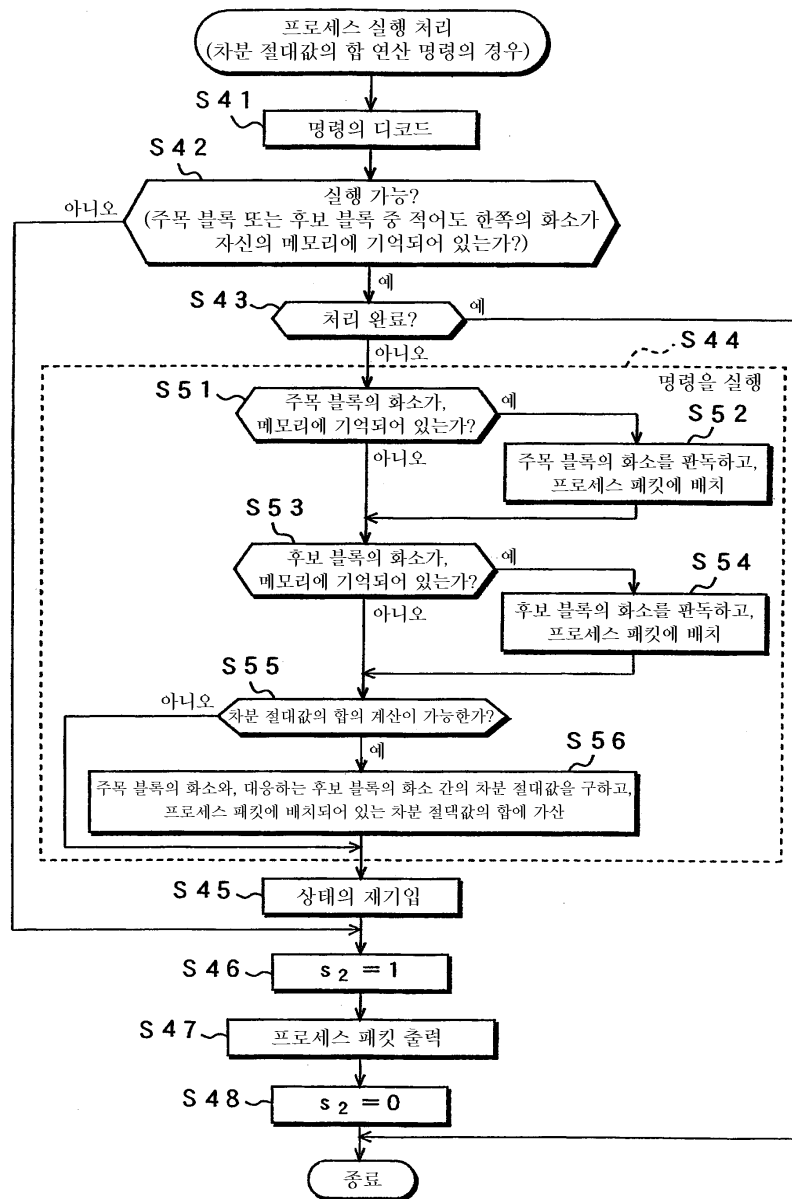 프로세스 실행 처리
(차분 절대값의 합 연산 명령의 경우)
S41
명령의 디코드
S42
실행 가능?
아니오
(주목 블록 또는 후보 블록 중 적어도 한쪽의 화소가
자신의 메모리에 기억되어 있는가?)
예
S43
처리 완료?
예
아니오
S44
명령을 실행
S51
주목 블록의 화소가,
메모리에 기억되어 있는가?
예
아니오
S52
주목 블록의 화소를 판독하고,
프로세스 패킷에 배치
S53
후보 블록의 화소가,
메모리에 기억되어 있는가?
예
아니오
S54
후보 블록의 화소를 판독하고,
프로세스 패킷에 배치
S55
아니오
차분 절대값의 합의 계산이 가능한가?
예
S56
주목 블록의 화소와, 대응하는 후보 블록의 화소 간의 차분 절대값을 구하고,
프로세스 패킷에 배치되어 있는 차분 절댁값의 합에 가산
S45
상태의 재기입
S46
s₂ = 1
S47
프로세스 패킷 출력
S48
s₂ = 0
종료